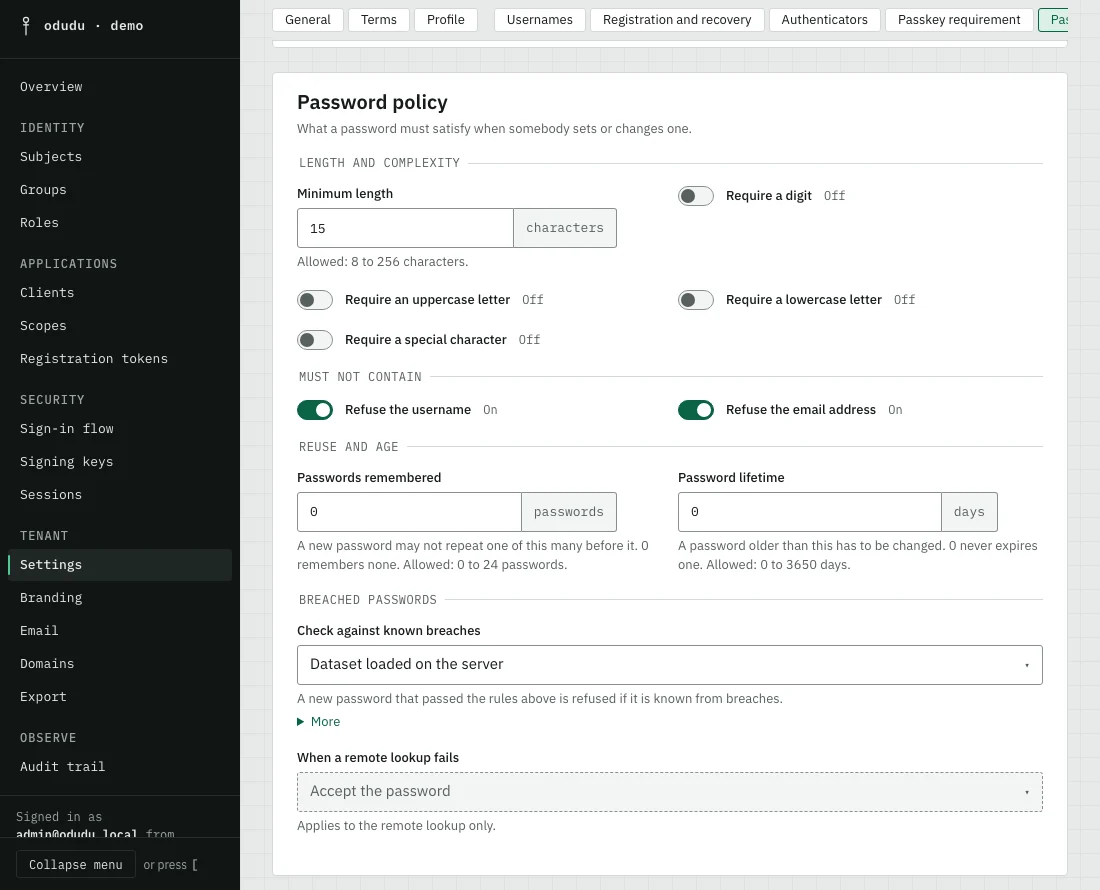 odudu · demo
Overview
IDENTITY
Subjects
Groups
Roles
APPLICATIONS
Clients
Scopes
Registration tokens
SECURITY
Sign-in flow
Signing keys
Sessions
TENANT
Settings
Branding
Email
Domains
Export
OBSERVE
Audit trail
Signed in as
admin@odudu.local from
Collapse menu or press [
General Terms Profile Usernames Registration and recovery Authenticators Passkey requirement Pas
Password policy
What a password must satisfy when somebody sets or changes one.
LENGTH AND COMPLEXITY
Minimum length
15 characters
Allowed: 8 to 256 characters.
Require a digit Off
Require an uppercase letter Off
Require a lowercase letter Off
Require a special character Off
MUST NOT CONTAIN
Refuse the username On
Refuse the email address On
REUSE AND AGE
Passwords remembered
0 passwords
A new password may not repeat one of this many before it. 0
remembers none. Allowed: 0 to 24 passwords.
Password lifetime
0 days
A password older than this has to be changed. 0 never expires
one. Allowed: 0 to 3650 days.
BREACHED PASSWORDS
Check against known breaches
Dataset loaded on the server
A new password that passed the rules above is refused if it is known from breaches.
More
When a remote lookup fails
Accept the password
Applies to the remote lookup only.